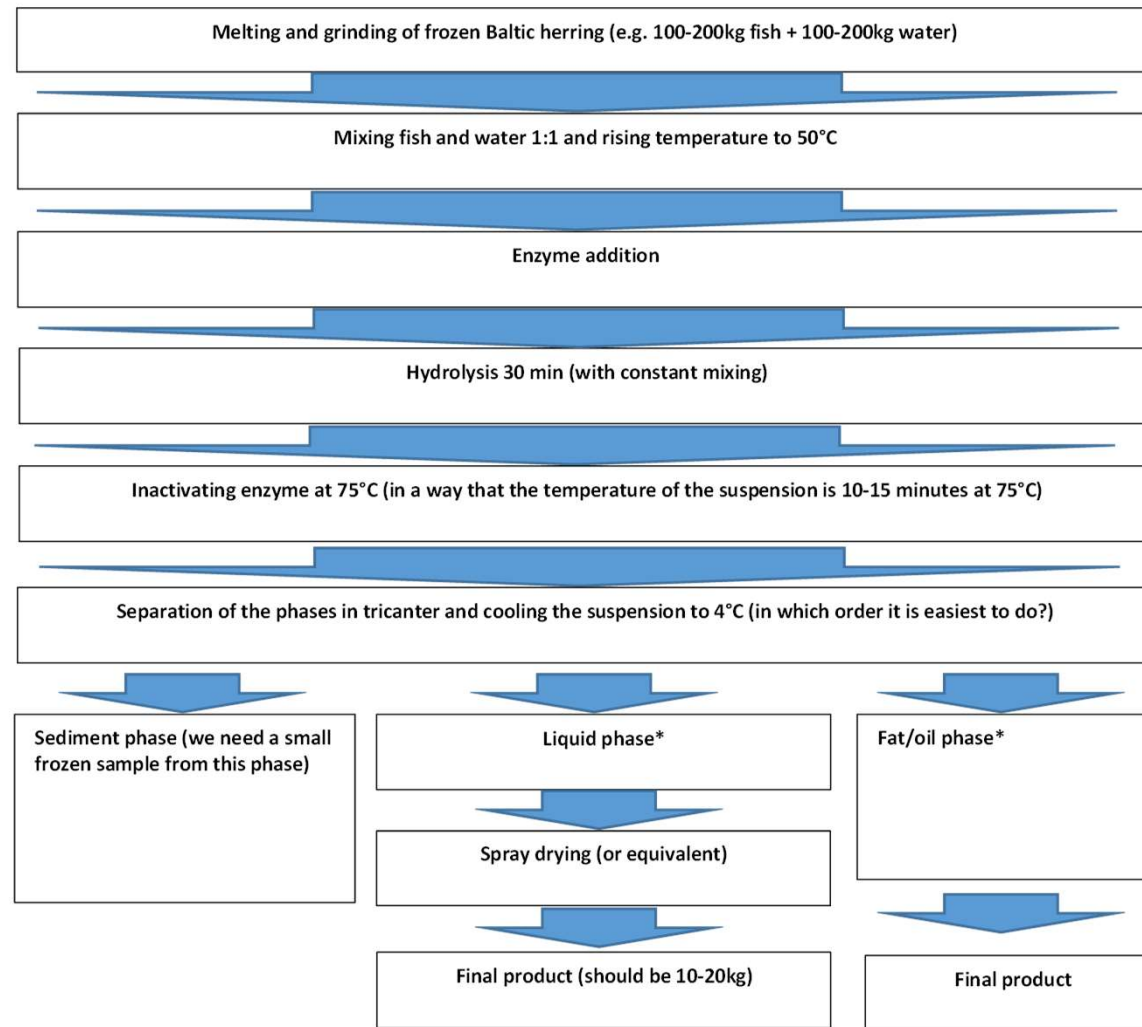 Melting and grinding of frozen Baltic herring (e.g. 100-200kg fish + 100-200kg water)
Mixing fish and water 1:1 and rising temperature to 50°C
Enzyme addition
Hydrolysis 30 min (with constant mixing)
Inactivating enzyme at 75°C (in a way that the temperature of the suspension is 10-15 minutes at 75°C)
Separation of the phases in tricanter and cooling the suspension to 4°C (in which order it is easiest to do?)
Sediment phase (we need a small
frozen sample from this phase)
Liquid phase*
Fat/oil phase*
Spray drying (or equivalent)
Final product (should be 10-20kg)
Final product